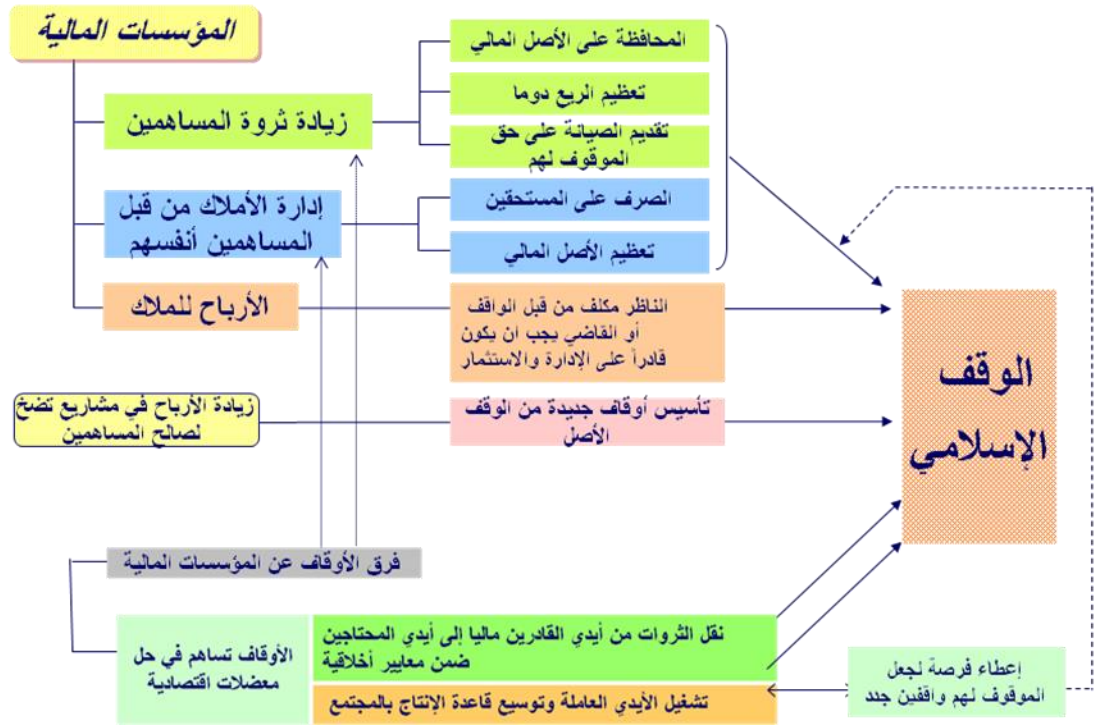 المؤسسات المالية
زيادة ثروة المساهمين
المحافظة على الأصل المالي
تعظيم الريع دوما
تقديم الصيانة على حق
الموقوف لهم
إدارة الأملاك من قبل
المساهمين أنفسهم
الصرف على المستحقين
تعظيم الأصل المالي
الأرباح للملاك
الناظر مكلف من قبل الواقف
أو القاضي يجب ان يكون
قادراً على الإدارة والاستثمار
الوقف
الإسلامي
زيادة الأرباح في مشاريع تضخ
لصالح المساهمين
تأسيس أوقاف جديدة من الوقف
الأصل
فرق الأوقاف عن المؤسسات المالية
الأوقاف تساهم في حل
معضلات اقتصادية
نقل الثروات من أيدي القادرين ماليا إلى أيدي المحتاجين
ضمن معايير أخلاقية
تشغيل الأيدي العاملة وتوسيع قاعدة الإنتاج بالمجتمع
إعطاء فرصة لجعل
الموقوف لهم واقفين جدد